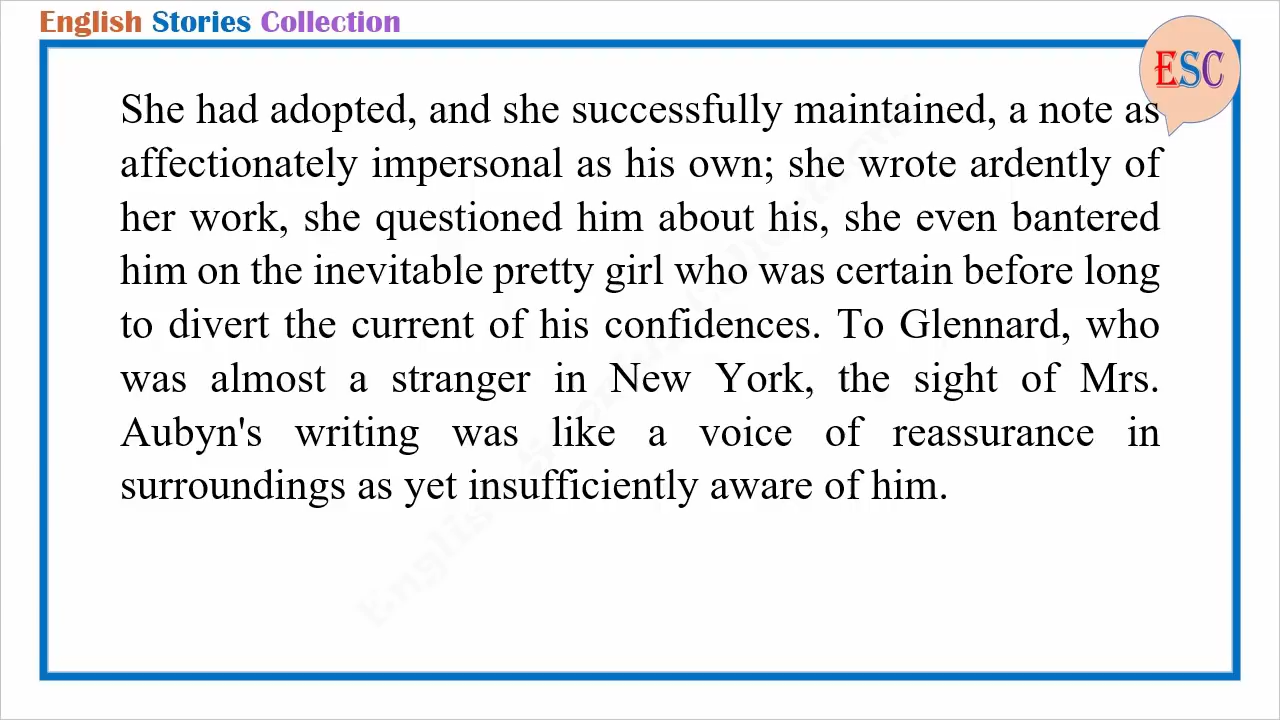 English Stories Collection
ESC
She had adopted, and she successfully maintained, a note as
affectionately impersonal as his own; she wrote ardently of
her work, she questioned him about his, she even bantered
him on the inevitable pretty girl who was certain before long
to divert the current of his confidences. To Glennard, who
was almost a stranger in New York, the sight of Mrs.
Aubyn's writing was like a voice of reassurance in
surroundings as yet insufficiently aware of him.